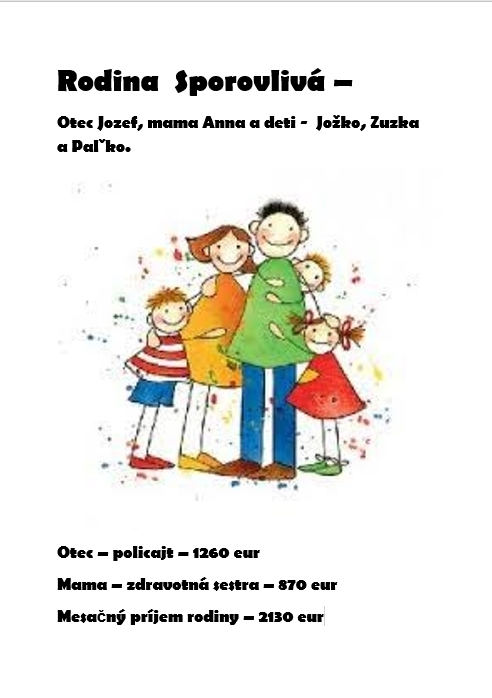 Rodina  Sporovlivá –
Otec Jozef, mama Anna a deti -  Jožko, Zuzka
a Paľko.
Otec – policajt – 1260 eur
Mama – zdravotná sestra – 870 eur
Mesačný príjem rodiny – 2130 eur